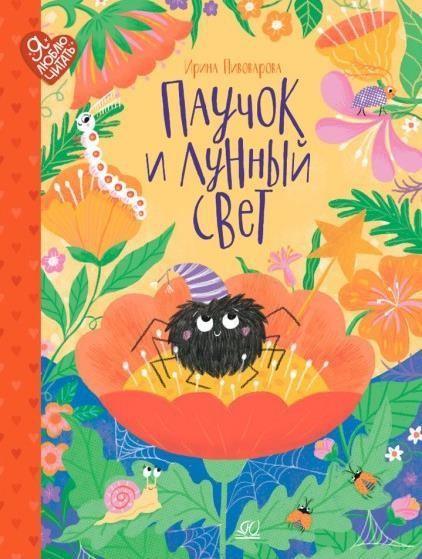 Я
ЛЮБЛЮ
ЧИТАТЬ
Ирина Пивоварова
Паучок
и лунный
свет
Ю